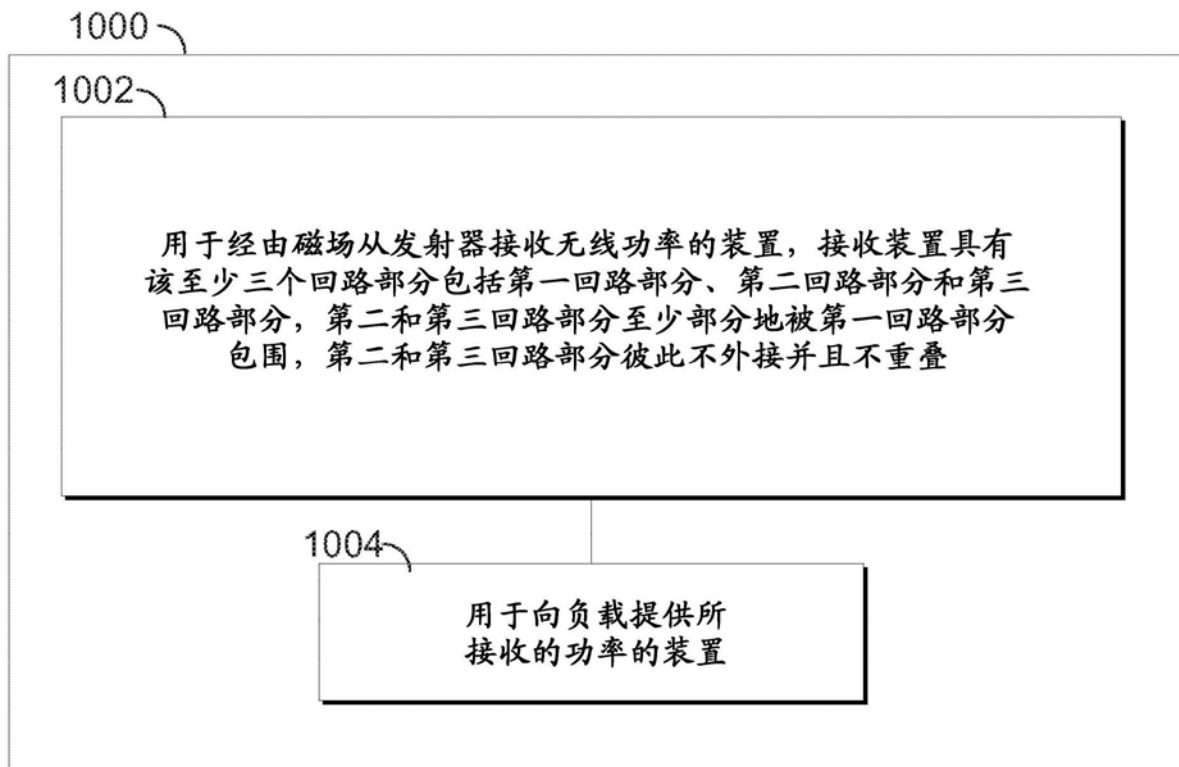 1000
1002
用于经由磁场从发射器接收无线功率的装置，接收装置具有
该至少三个回路部分包括第一回路部分、第二回路部分和第三
回路部分，第二和第三回路部分至少部分地被第一回路部分
包围，第二和第三回路部分彼此不外接并且不重叠
1004
用于向负载提供所
接收的功率的装置